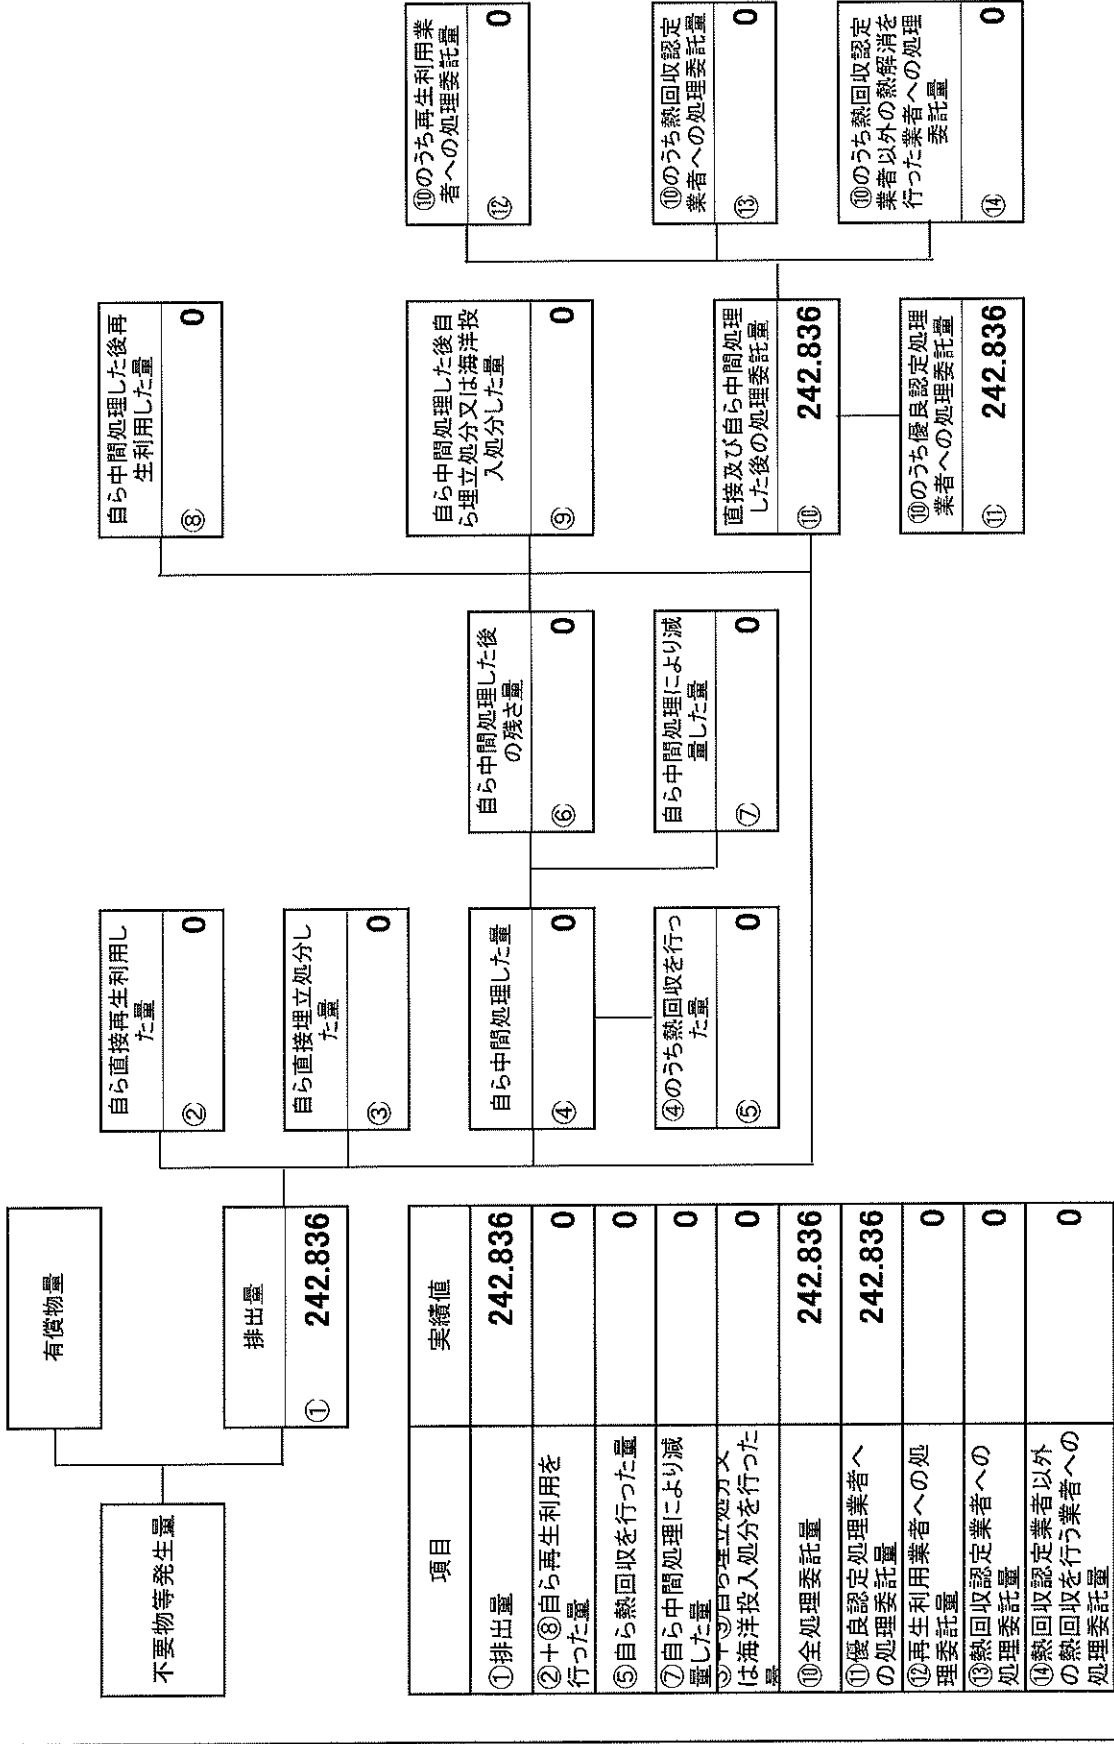 不要物等発生量
有償物量
排出量
① 242.836
自ら直接再生利用し
た量
② 0
自ら直接埋立処分し
た量
③ 0
自ら中間処理した量
④ 0
④のうち熱回収を行っ
た量
⑤ 0
自ら中間処理した後
の残さ量
⑥ 0
自ら中間処理により減
量した量
⑦ 0
自ら中間処理した後再
生利用した量
⑧ 0
自ら中間処理した後自
ら埋立処分又は海洋投
入処分した量
⑨ 0
直接及び自ら中間処理
した後の処理委託量
⑩ 242.836
⑩のうち優良認定処理
業者への処理委託量
⑪ 242.836
⑩のうち再生利用業
者への処理委託量
⑫ 0
⑩のうち熱回収認定
業者への処理委託量
⑬ 0
⑩のうち熱回収認定
業者以外の熱解消を
行った業者への処理
委託量
⑭ 0
項目 実績値
①排出量 242.836
②+⑧自ら再生利用を
行った量 0
⑤自ら熱回収を行った量 0
⑦自ら中間処理により減
量した量 0
③+⑨自ら埋立処分又
は海洋投入処分を行った
量 0
⑩全処理委託量 242.836
⑪優良認定処理業者へ
の処理委託量 242.836
⑫再生利用業者への処
理委託量 0
⑬熱回収認定業者への
処理委託量 0
⑭熱回収認定業者以外
の熱回収を行う業者への
処理委託量 0